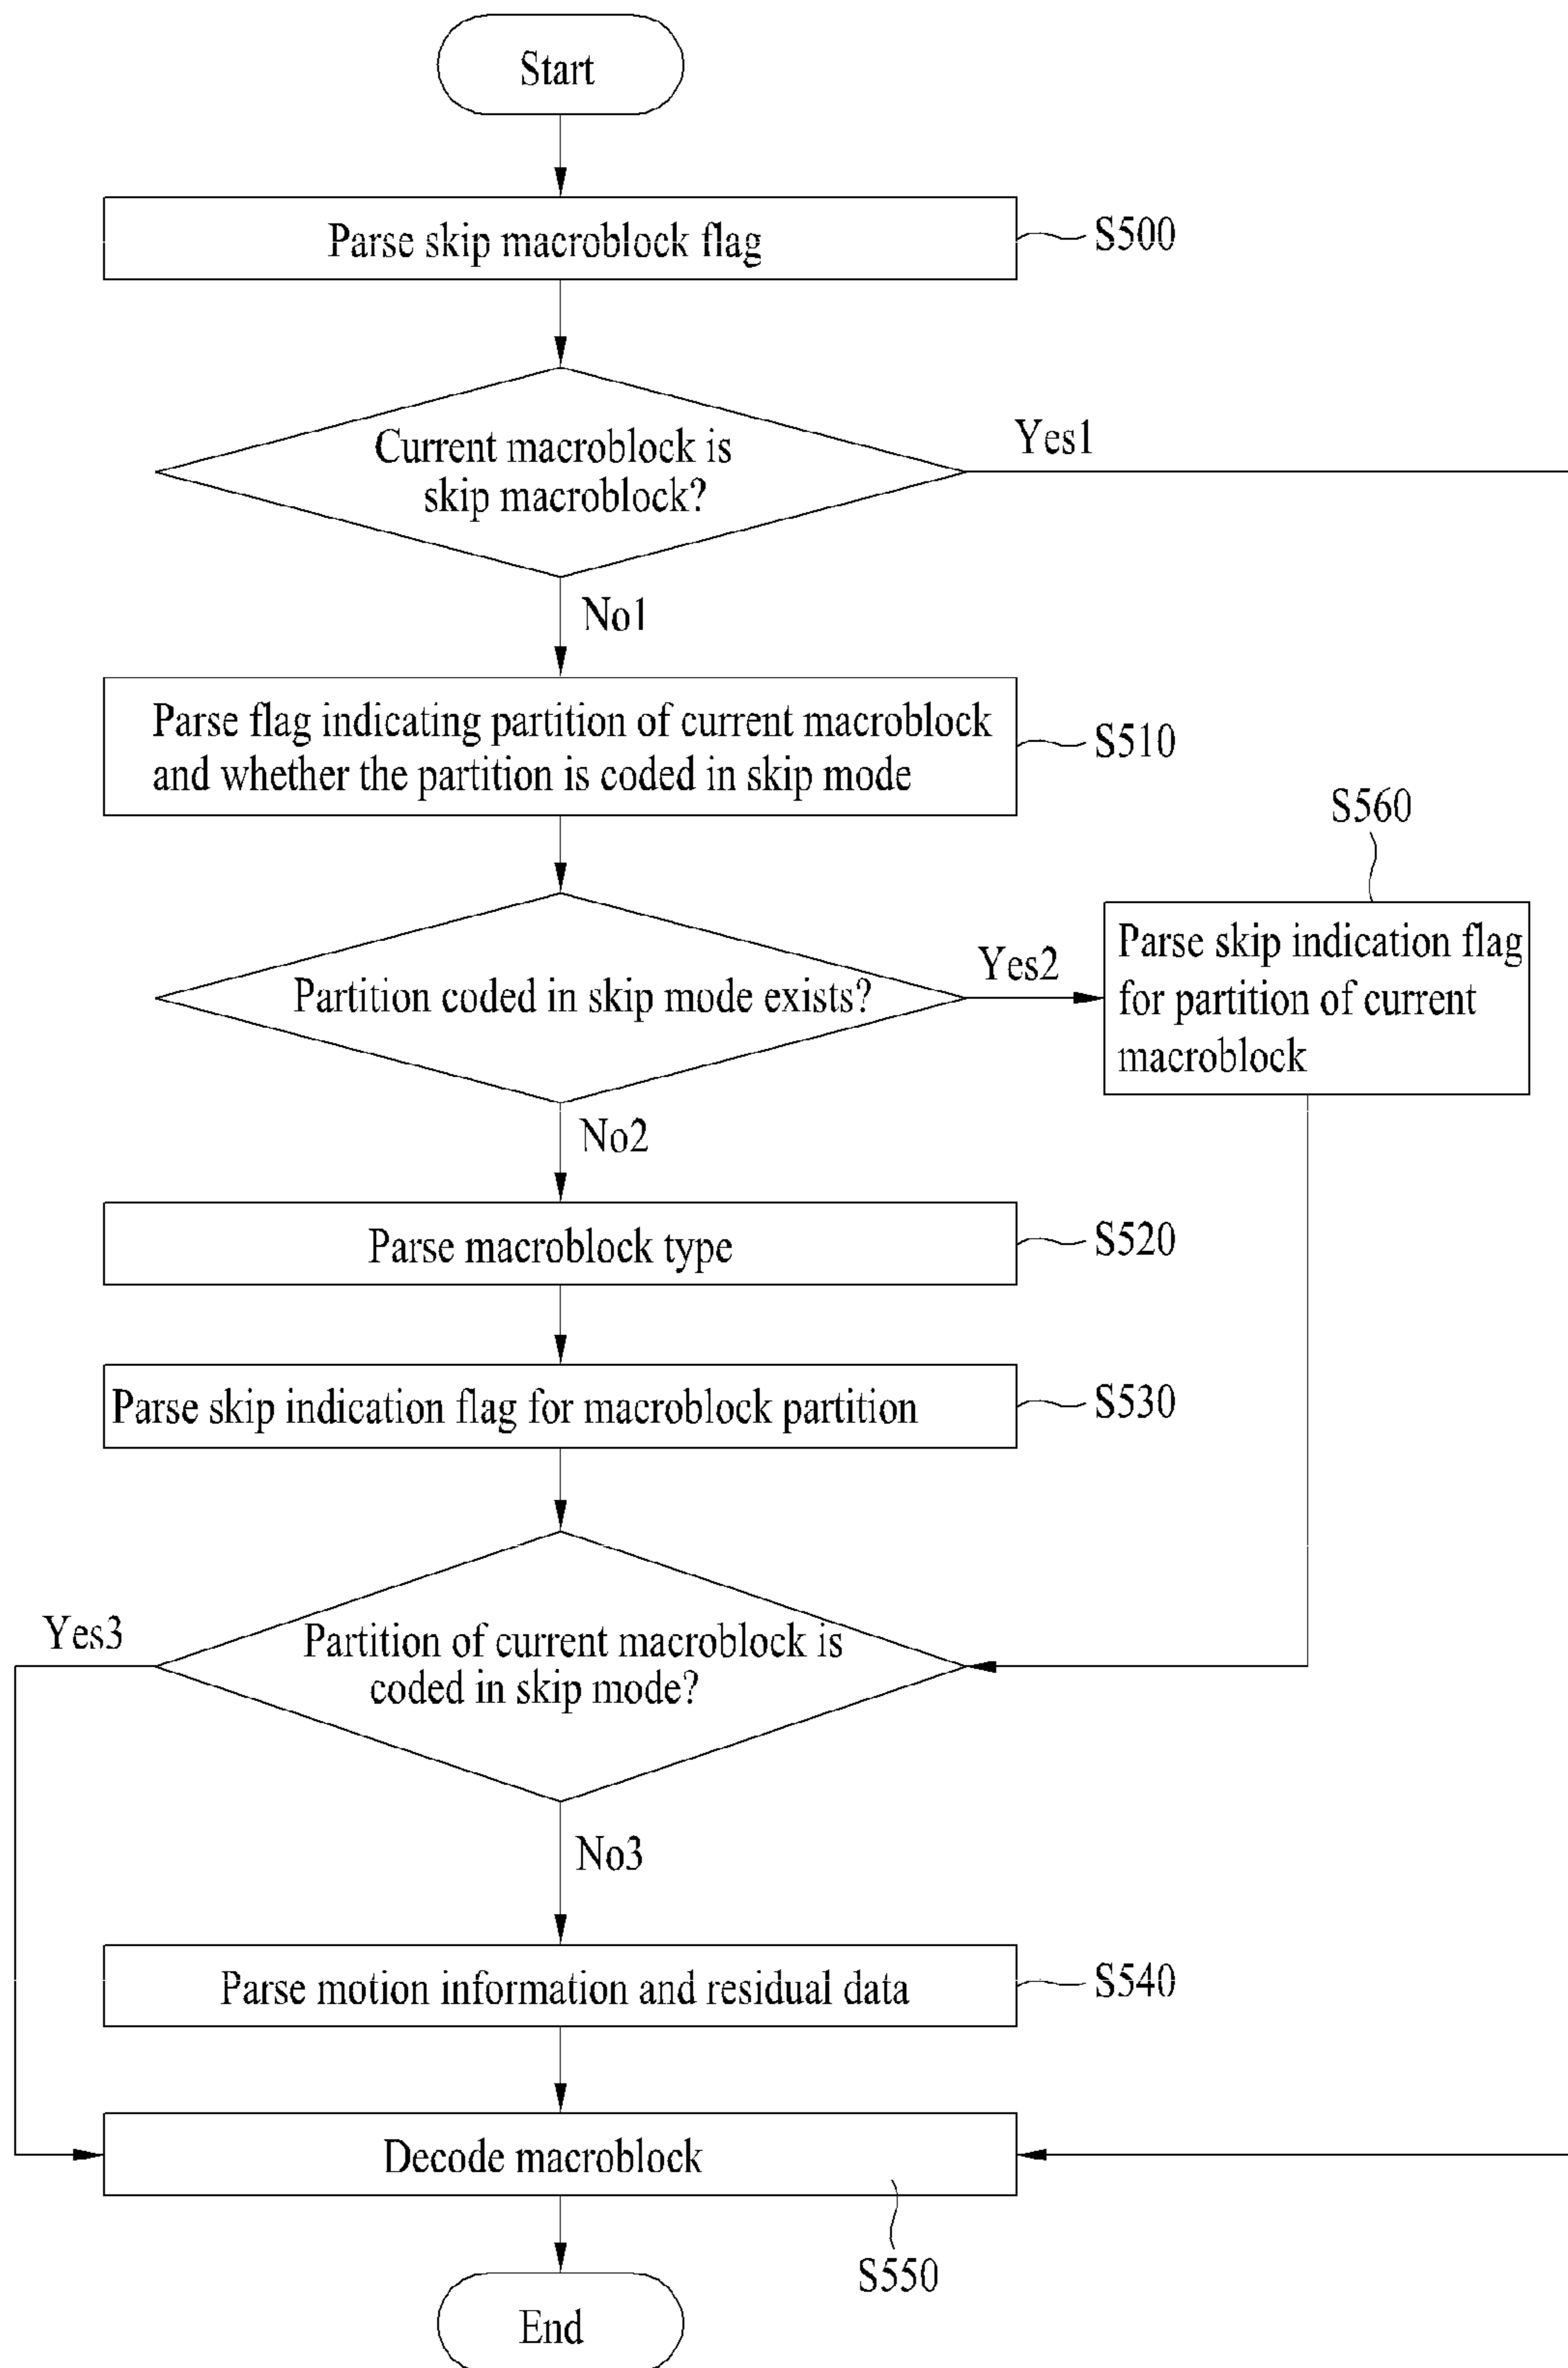 Start
Parse skip macroblock flag
S500
Current macroblock is
skip macroblock?
Yes1
No1
Parse flag indicating partition of current macroblock
and whether the partition is coded in skip mode
S510
S560
Partition coded in skip mode exists?
Yes2
Parse skip indication flag
for partition of current
macroblock
No2
Parse macroblock type
S520
Parse skip indication flag for macroblock partition
S530
Yes3
Partition of current macroblock is
coded in skip mode?
No3
Parse motion information and residual data
S540
Decode macroblock
S550
End